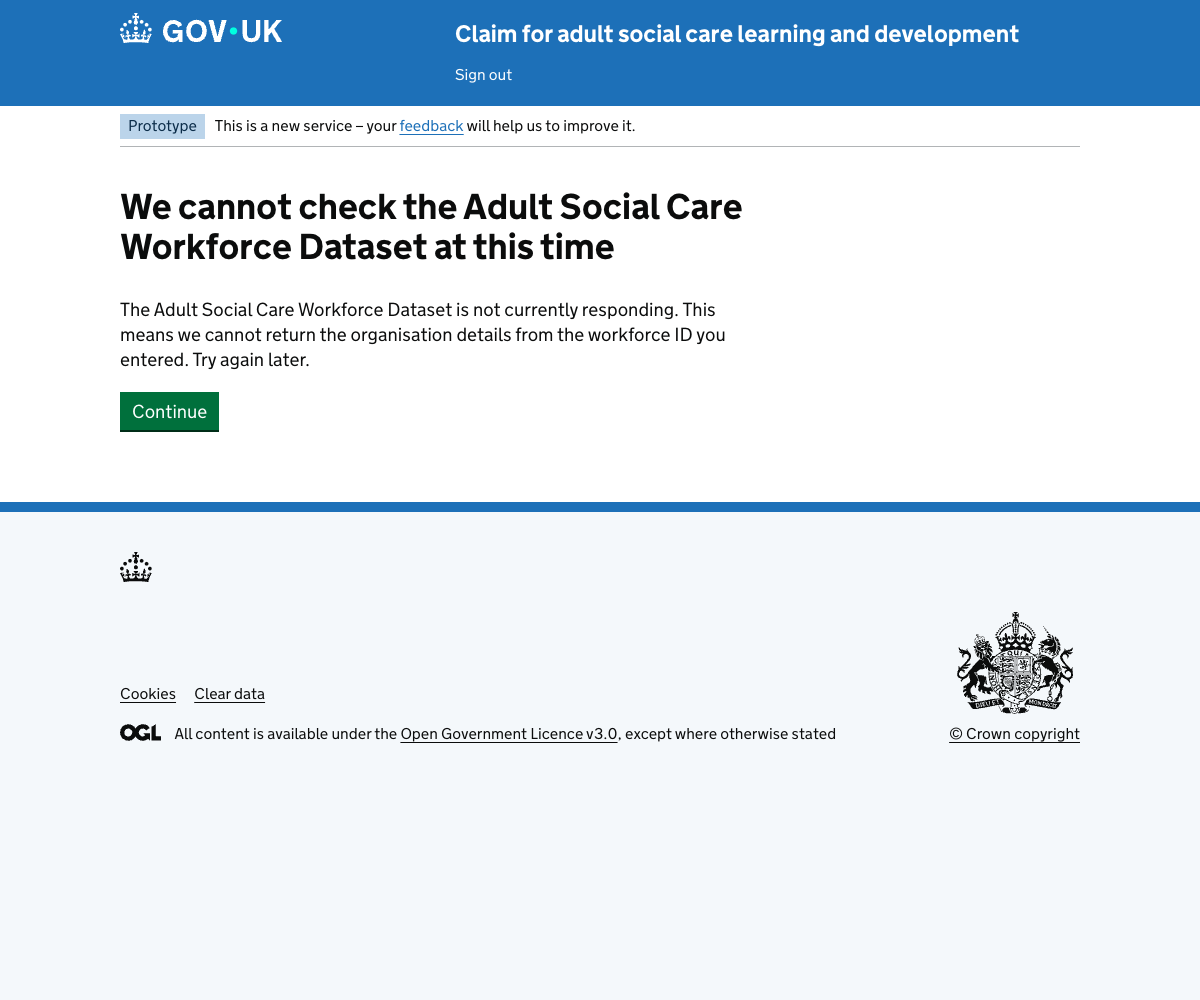 GOV.UK
Claim for adult social care learning and development
Sign out
Prototype
This is a new service – your feedback will help us to improve it.
We cannot check the Adult Social Care
Workforce Dataset at this time
The Adult Social Care Workforce Dataset is not currently responding. This
means we cannot return the organisation details from the workforce ID you
entered. Try again later.
Continue
Cookies
Clear data
OGL
All content is available under the Open Government Licence v3.0, except where otherwise stated
© Crown copyright